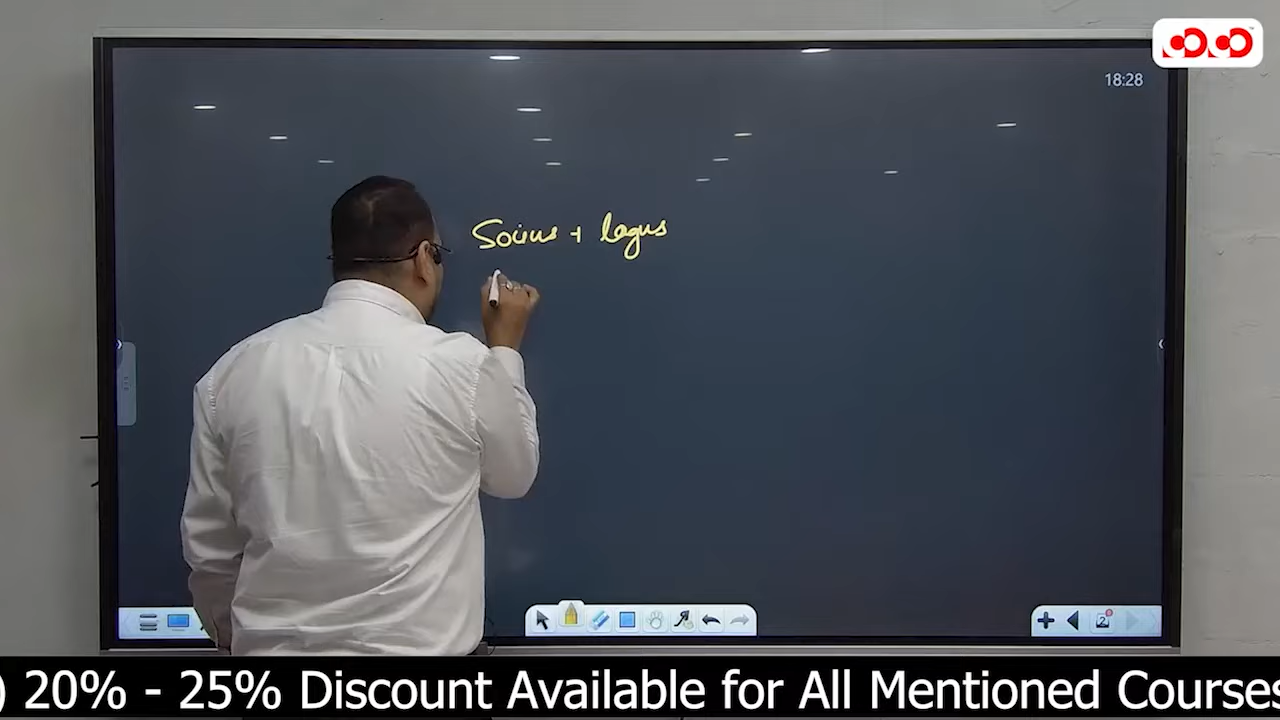 18:28
Socius + logus
) 20% - 25% Discount Available for All Mentioned Courses